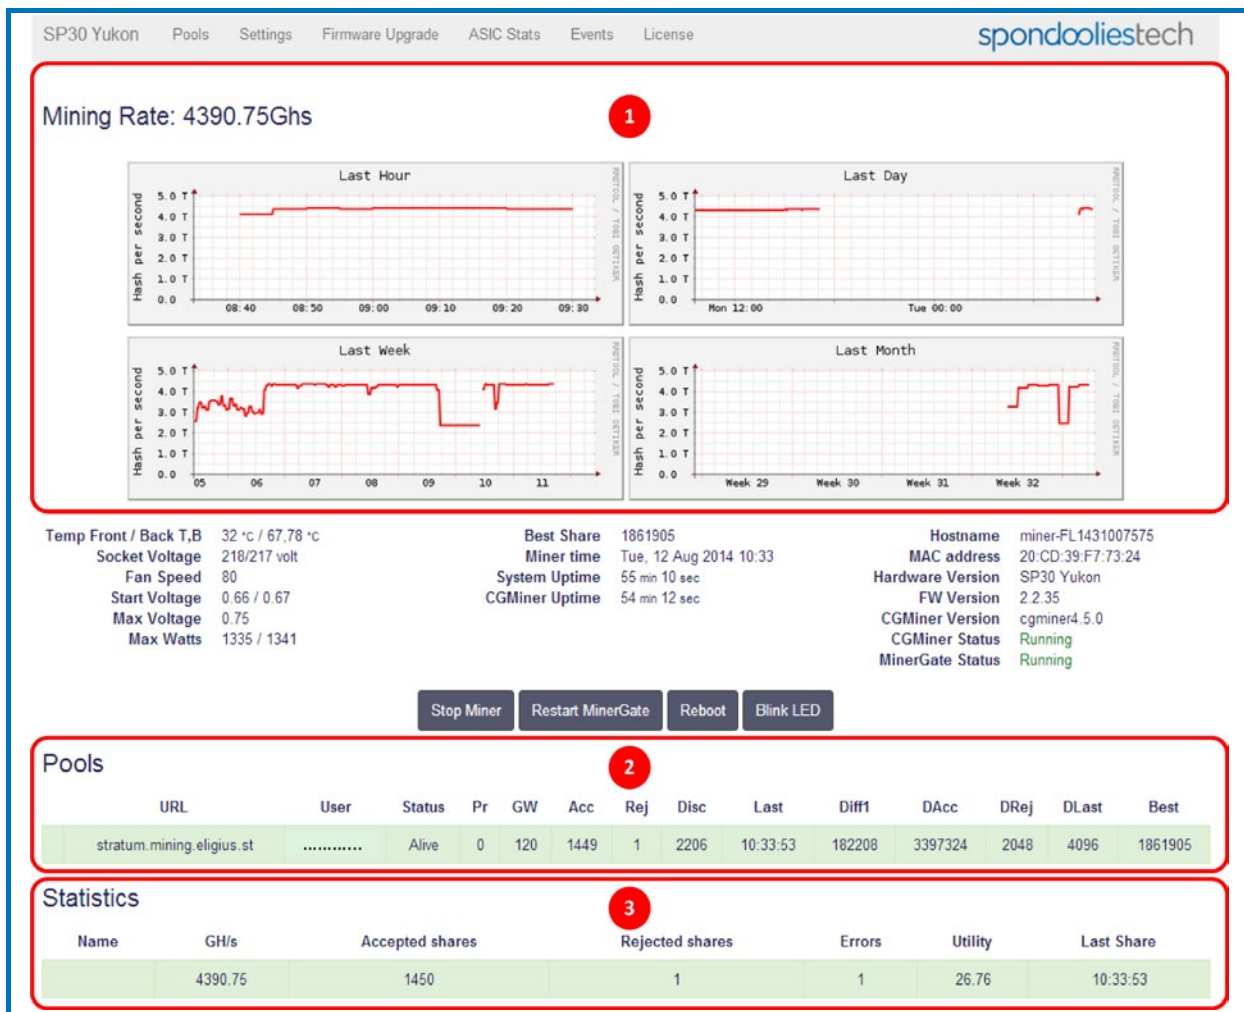 SP30 Yukon Pools Settings Firmware Upgrade ASIC Stats Events License spondooliestech
Mining Rate: 4390.75Ghs
1
Last Hour
Hash per second
5.0 T
4.0 T
3.0 T
2.0 T
1.0 T
0.0
08:40 08:50 09:00 09:10 09:20 09:30
RRDTOOL / TOBI OETIKER
Last Day
Hash per second
5.0 T
4.0 T
3.0 T
2.0 T
1.0 T
0.0
Mon 12:00 Tue 00:00
RRDTOOL / TOBI OETIKER
Last Week
Hash per second
5.0 T
4.0 T
3.0 T
2.0 T
1.0 T
0.0
05 06 07 08 09 10 11
RRDTOOL / TOBI OETIKER
Last Month
Hash per second
5.0 T
4.0 T
3.0 T
2.0 T
1.0 T
0.0
Week 29 Week 30 Week 31 Week 32
RRDTOOL / TOBI OETIKER
Temp Front / Back T,B 32 °C / 67,78 °C
Socket Voltage 218/217 volt
Fan Speed 80
Start Voltage 0.66 / 0.67
Max Voltage 0.75
Max Watts 1335 / 1341
Best Share 1861905
Miner time Tue, 12 Aug 2014 10:33
System Uptime 55 min 10 sec
CGMiner Uptime 54 min 12 sec
Hostname miner-FL1431007575
MAC address 20:CD:39:F7:73:24
Hardware Version SP30 Yukon
FW Version 2.2.35
CGMiner Version cgminer4.5.0
CGMiner Status Running
MinerGate Status Running
Stop Miner Restart MinerGate Reboot Blink LED
Pools
2
URL User Status Pr GW Acc Rej Disc Last Diff1 DAcc DRej DLast Best
stratum.mining.eligius.st ............ Alive 0 120 1449 1 2206 10:33:53 182208 3397324 2048 4096 1861905
Statistics
3
Name GH/s Accepted shares Rejected shares Errors Utility Last Share
4390.75 1450 1 1 26.76 10:33:53